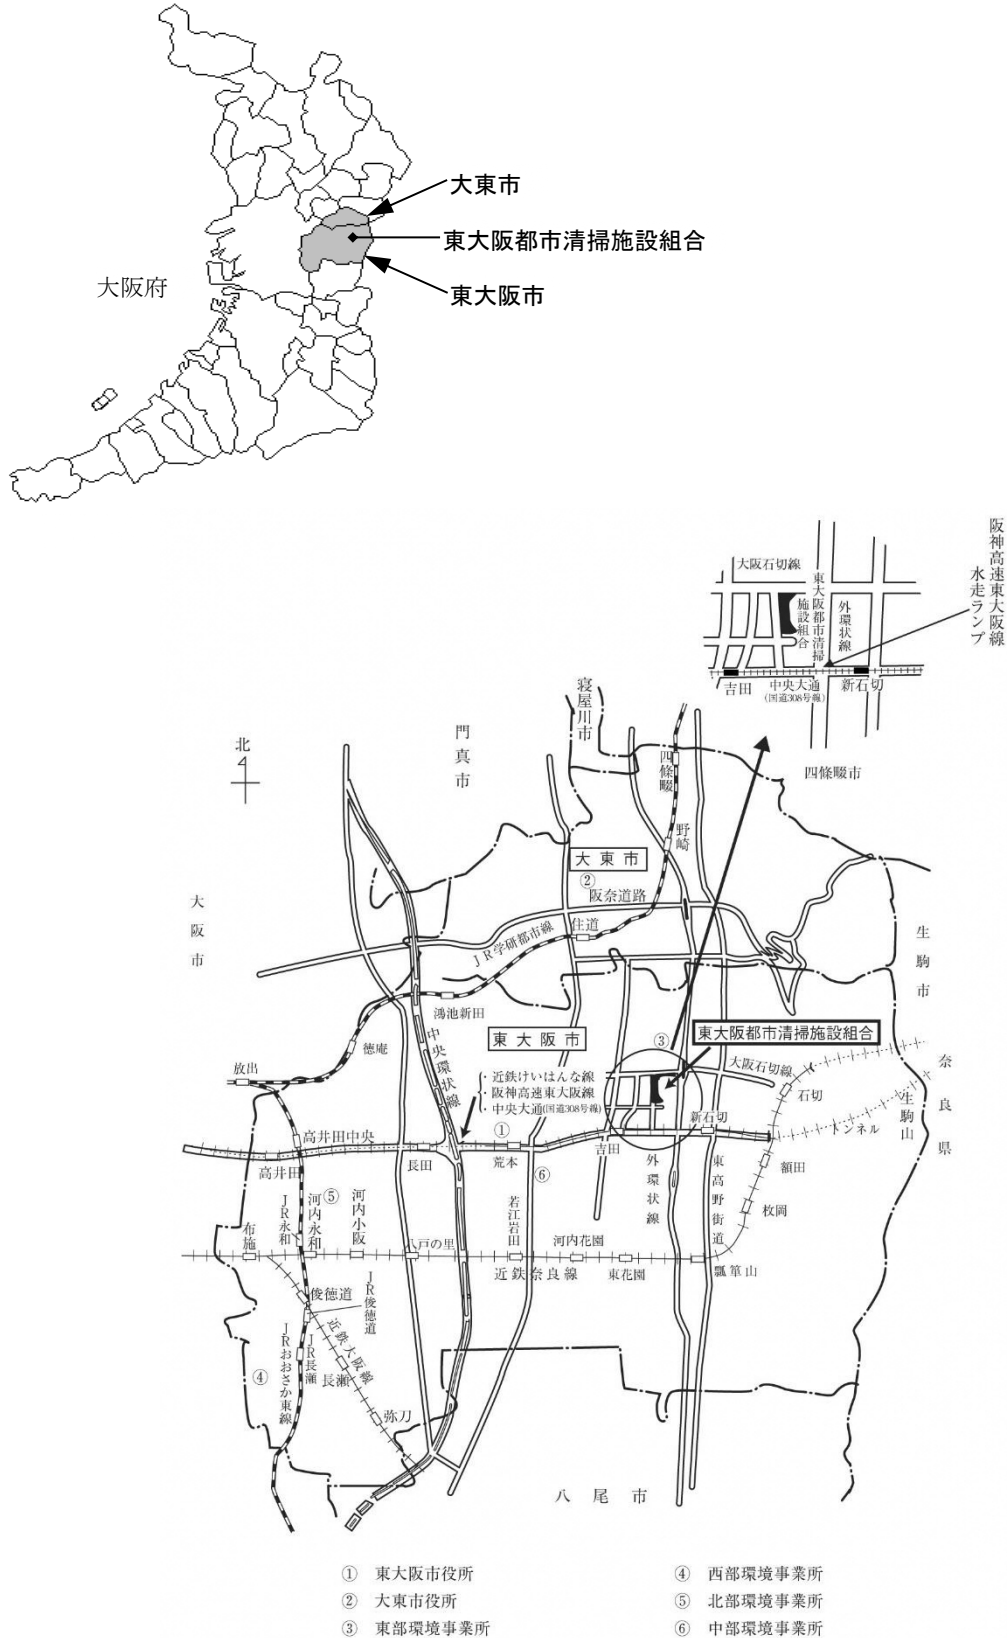 大東市
東大阪都市清掃施設組合
東大阪市
大阪府
阪神高速東大阪線
水走ランプ
大阪石切線
東大阪都市清掃
施設組合
外環状線
吉田
中央大通
(国道308号線)
新石切
四條畷市
北
門真市
寝屋川市
四條畷
野崎
大東市
②
阪奈道路
住道
JR学研都市線
大阪市
生駒市
鴻池新田
東大阪市
③
東大阪都市清掃施設組合
徳庵
放出
中央環状線
・近鉄けいはんな線
・阪神高速東大阪線
・中央大通(国道308号線)
大阪石切線
石切
奈良県
生駒山
トンネル
新石切
吉田
①
荒本
長田
高井田中央
高井田
⑥
額田
枚岡
外環状線
東高野街道
若江岩田
河内花園
東花園
瓢箪山
近鉄奈良線
八戸の里
河内小阪
⑤
河内永和
JR永和
布施
俊徳道
JR俊徳道
近鉄大阪線
JR長瀬
長瀬
JRおおさか東線
④
弥刀
八尾市
① 東大阪市役所
② 大東市役所
③ 東部環境事業所
④ 西部環境事業所
⑤ 北部環境事業所
⑥ 中部環境事業所